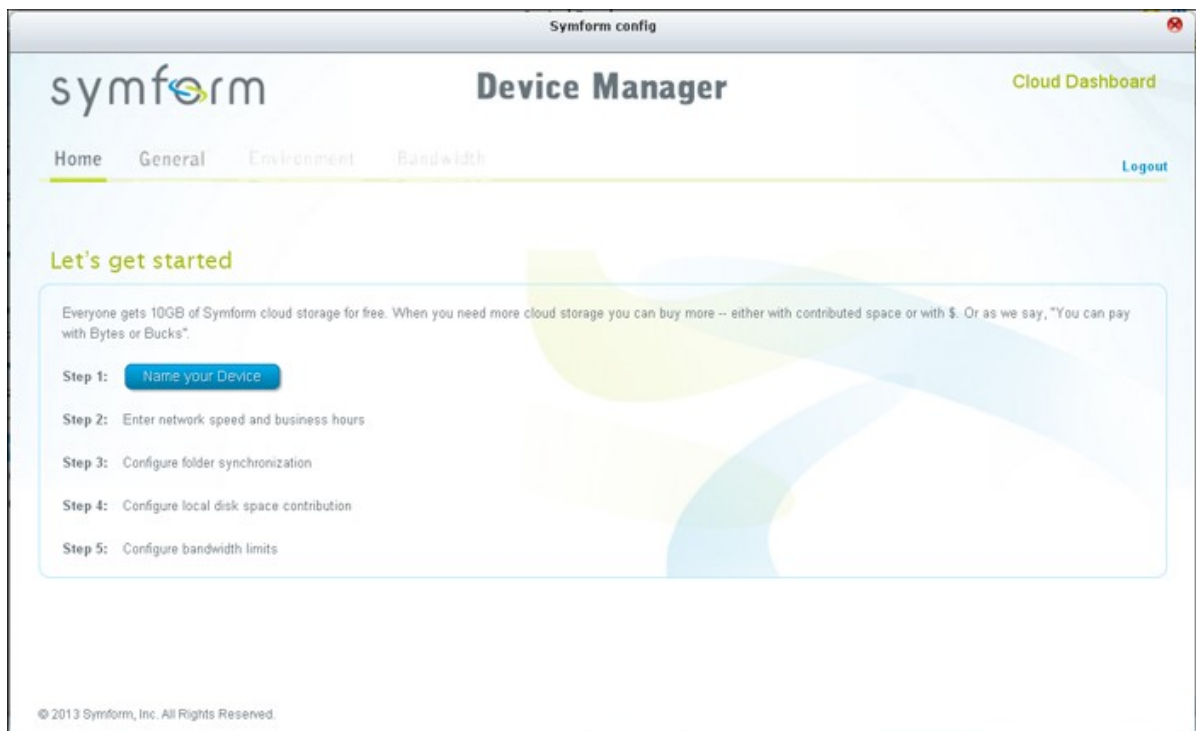 Symform config
symform
Device Manager
Cloud Dashboard
Home General Environment Bandwidth
Logout
Let's get started
Everyone gets 10GB of Symform cloud storage for free. When you need more cloud storage you can buy more -- either with contributed space or with $. Or as we say, "You can pay
with Bytes or Bucks".
Step 1: Name your Device
Step 2: Enter network speed and business hours
Step 3: Configure folder synchronization
Step 4: Configure local disk space contribution
Step 5: Configure bandwidth limits
© 2013 Symform, Inc. All Rights Reserved.